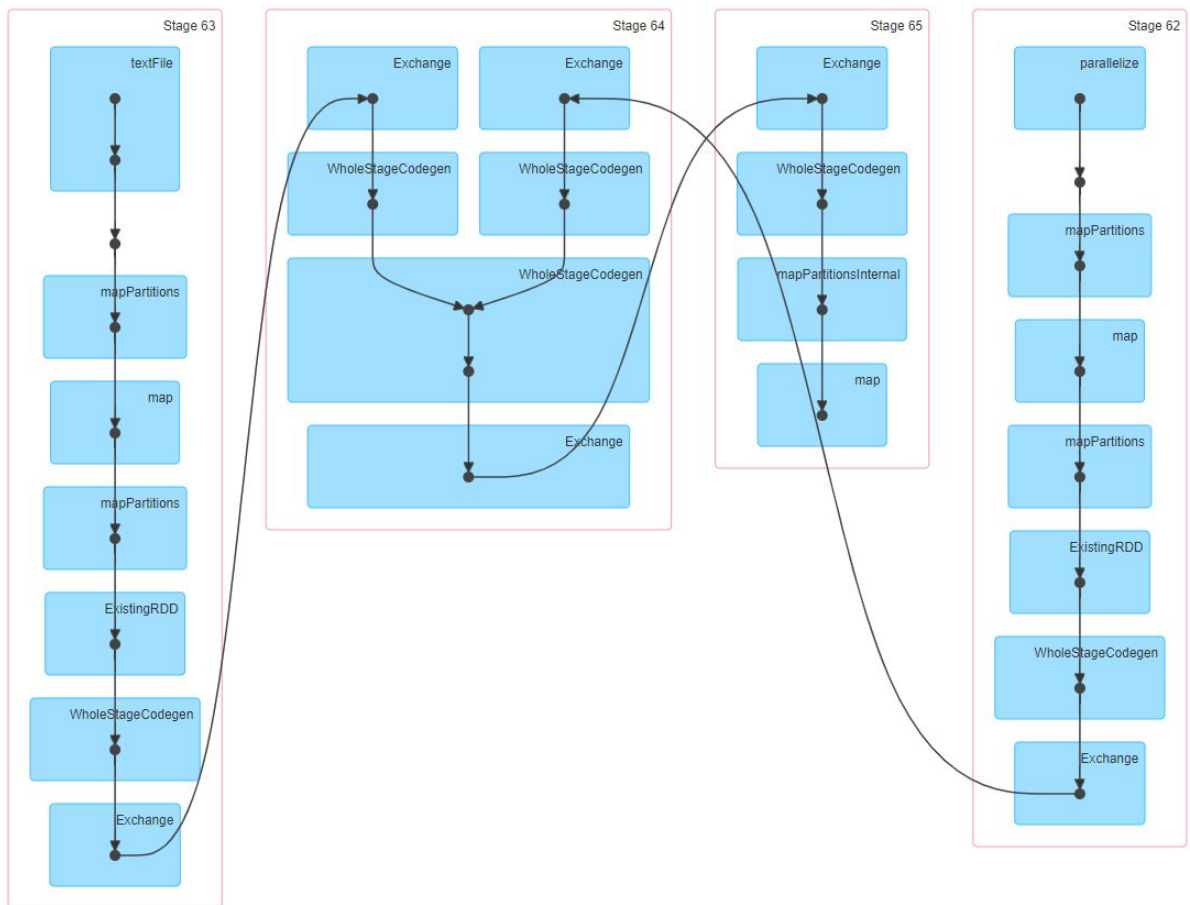 Stage 63
textFile
mapPartitions
map
mapPartitions
ExistingRDD
WholeStageCodegen
Exchange
Stage 64
Exchange
Exchange
WholeStageCodegen
WholeStageCodegen
WholeStageCodegen
Exchange
Stage 65
Exchange
WholeStageCodegen
mapPartitionsInternal
map
Stage 62
parallelize
mapPartitions
map
mapPartitions
ExistingRDD
WholeStageCodegen
Exchange